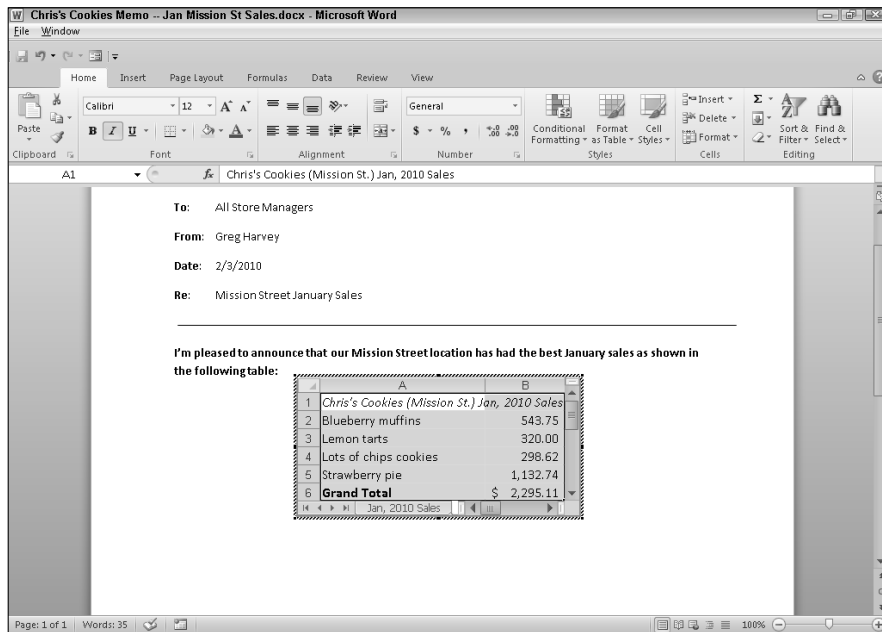 Chris's Cookies Memo -- Jan Mission St Sales.docx - Microsoft Word
File Window
Home Insert Page Layout Formulas Data Review View
Calibri 12 General Insert
Paste B I U $ % , Conditional Formatting Format as Table Cell Styles Delete Format Sort & Filter Find & Select
Clipboard Font Alignment Number Styles Cells Editing
A1 fx Chris's Cookies (Mission St.) Jan, 2010 Sales
To: All Store Managers
From: Greg Harvey
Date: 2/3/2010
Re: Mission Street January Sales
I'm pleased to announce that our Mission Street location has had the best January sales as shown in
the following table:
A B
1 Chris's Cookies (Mission St.) Jan, 2010 Sales
2 Blueberry muffins 543.75
3 Lemon tarts 320.00
4 Lots of chips cookies 298.62
5 Strawberry pie 1,132.74
6 Grand Total $ 2,295.11
Jan, 2010 Sales
Page: 1 of 1 Words: 35 100%